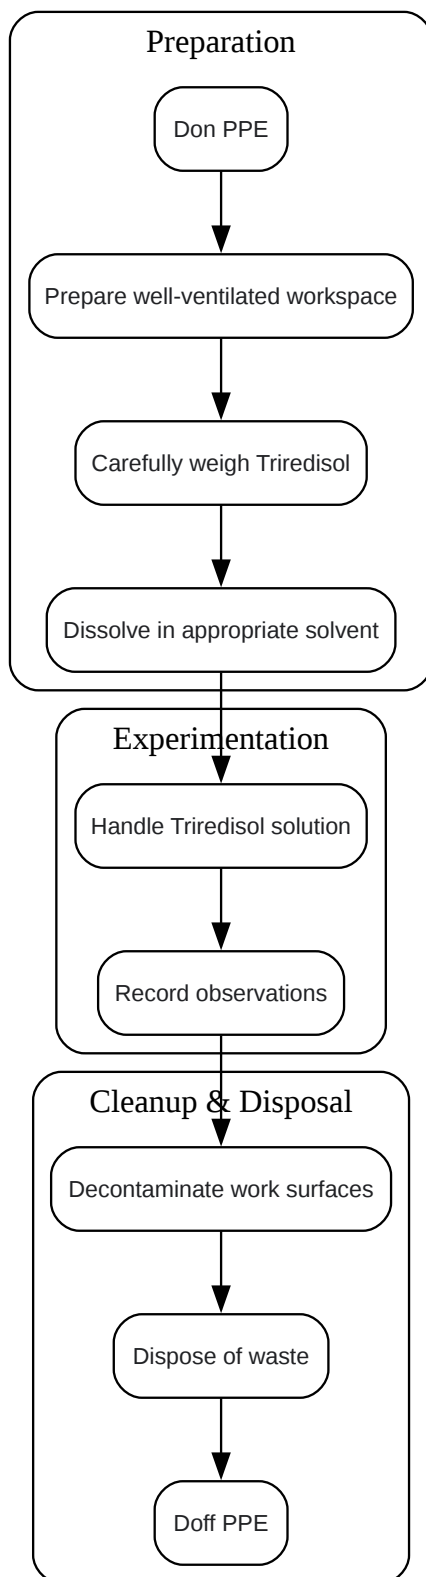 Preparation
Don PPE
Prepare well-ventilated workspace
Carefully weigh Triredisol
Dissolve in appropriate solvent
Experimentation
Handle Triredisol solution
Record observations
Cleanup & Disposal
Decontaminate work surfaces
Dispose of waste
Doff PPE